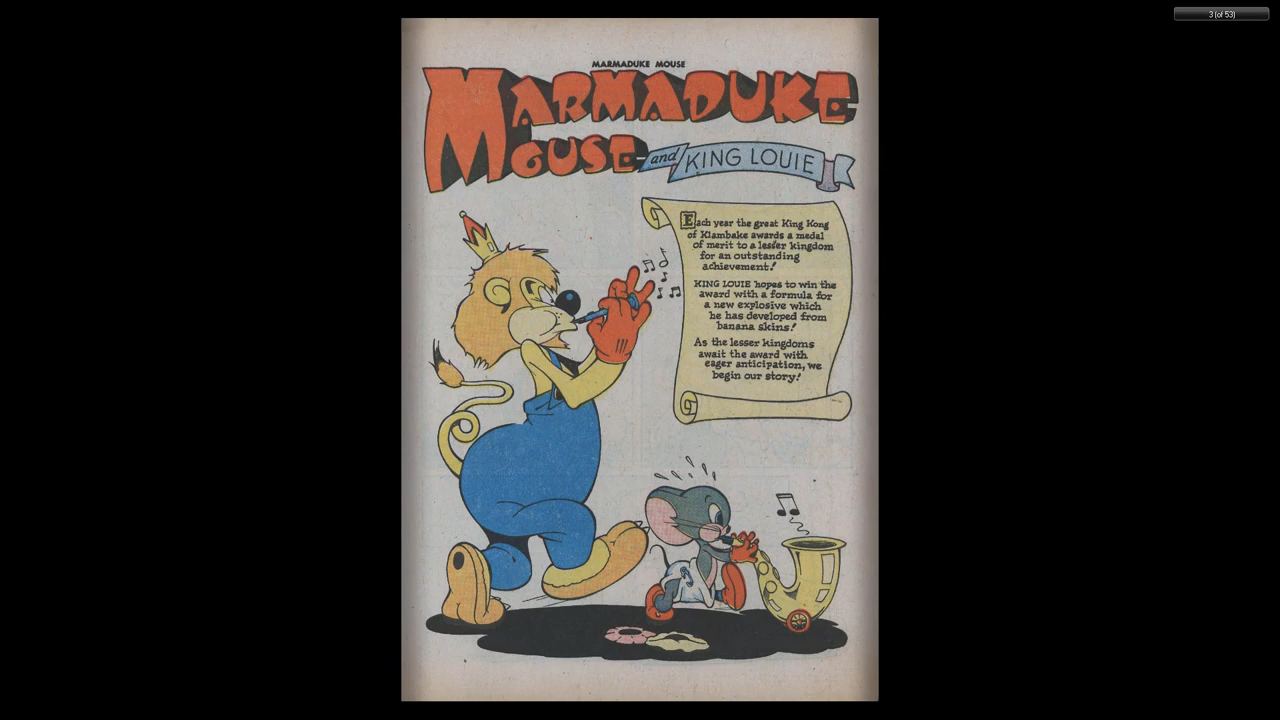 3 (of 53)
MARMADUKE MOUSE
MARMADUKE
MOUSE and KING LOUIE
Each year the great King Kong
of Klambake awards a medal
of merit to a lesser kingdom
for an outstanding
achievement!
KING LOUIE hopes to win the
award with a formula for
a new explosive which
he has developed from
banana skins!
As the lesser kingdoms
await the award with
eager anticipation, we
begin our story!